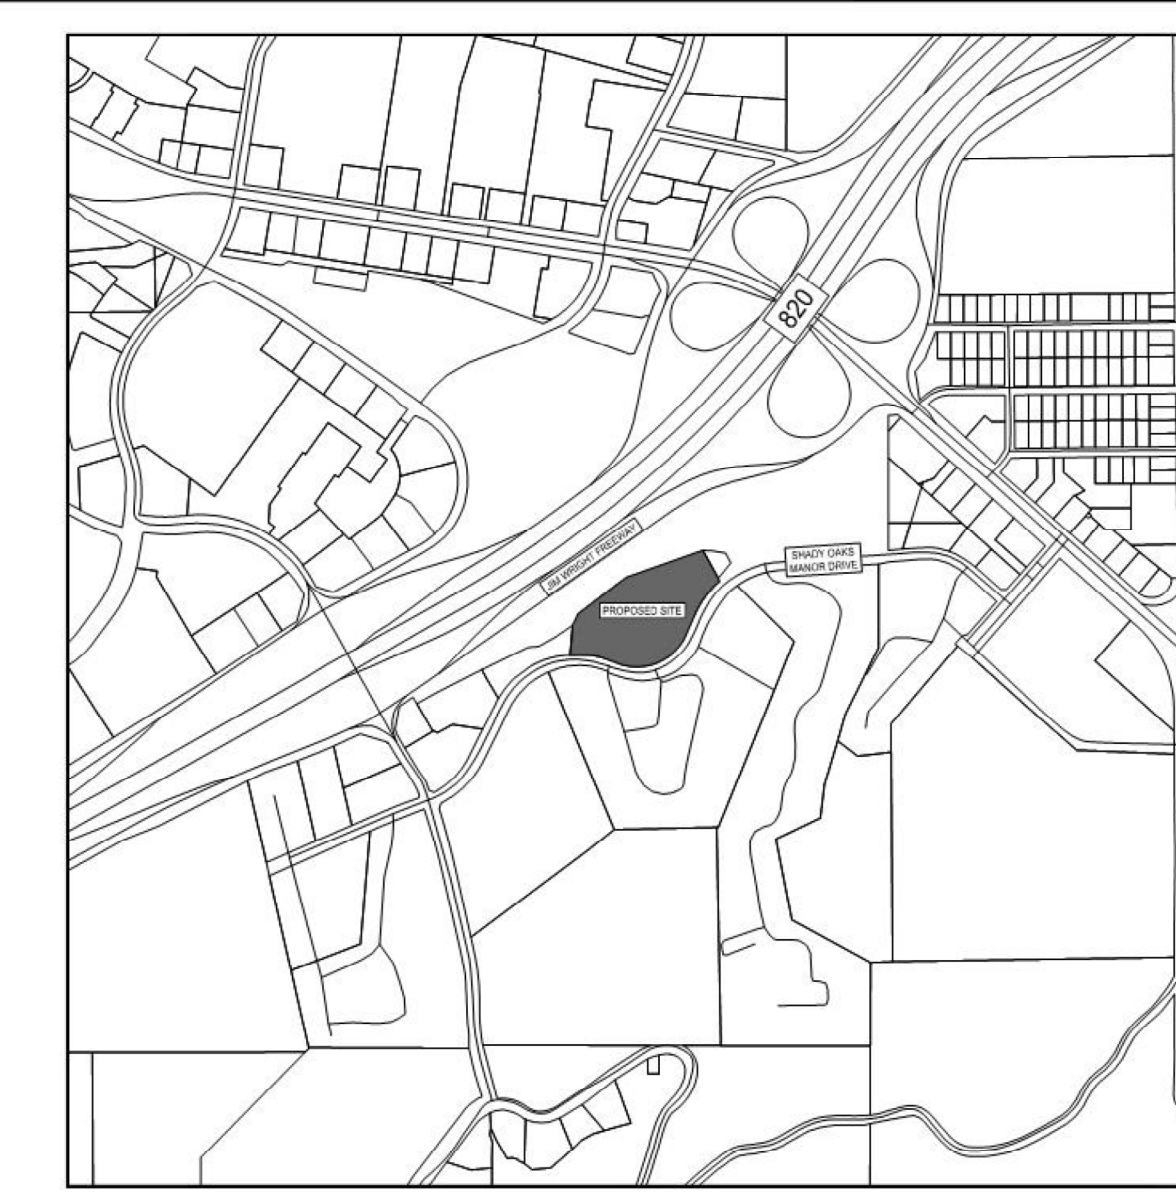 820
JIM WRIGHT FREEWAY
SHADY OAKS
MANOR DRIVE
PROPOSED SITE